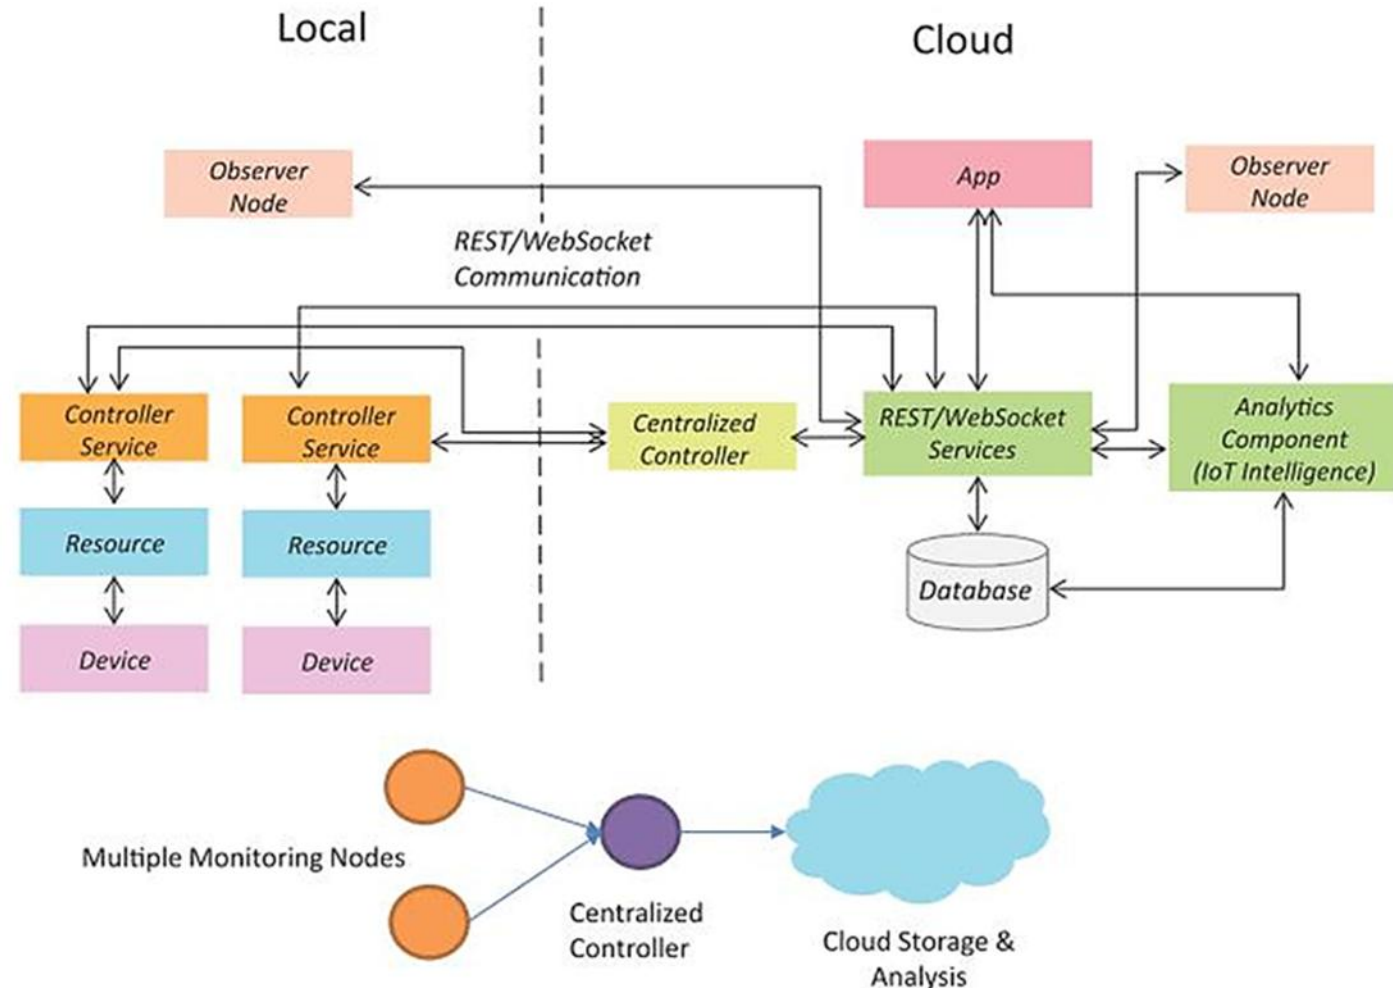 Local
Cloud
Observer
Node
App
Observer
Node
REST/WebSocket
Communication
Controller
Service
Controller
Service
Centralized
Controller
REST/WebSocket
Services
Analytics
Component
(IoT Intelligence)
Resource
Resource
Database
Device
Device
Multiple Monitoring Nodes
Centralized
Controller
Cloud Storage &
Analysis